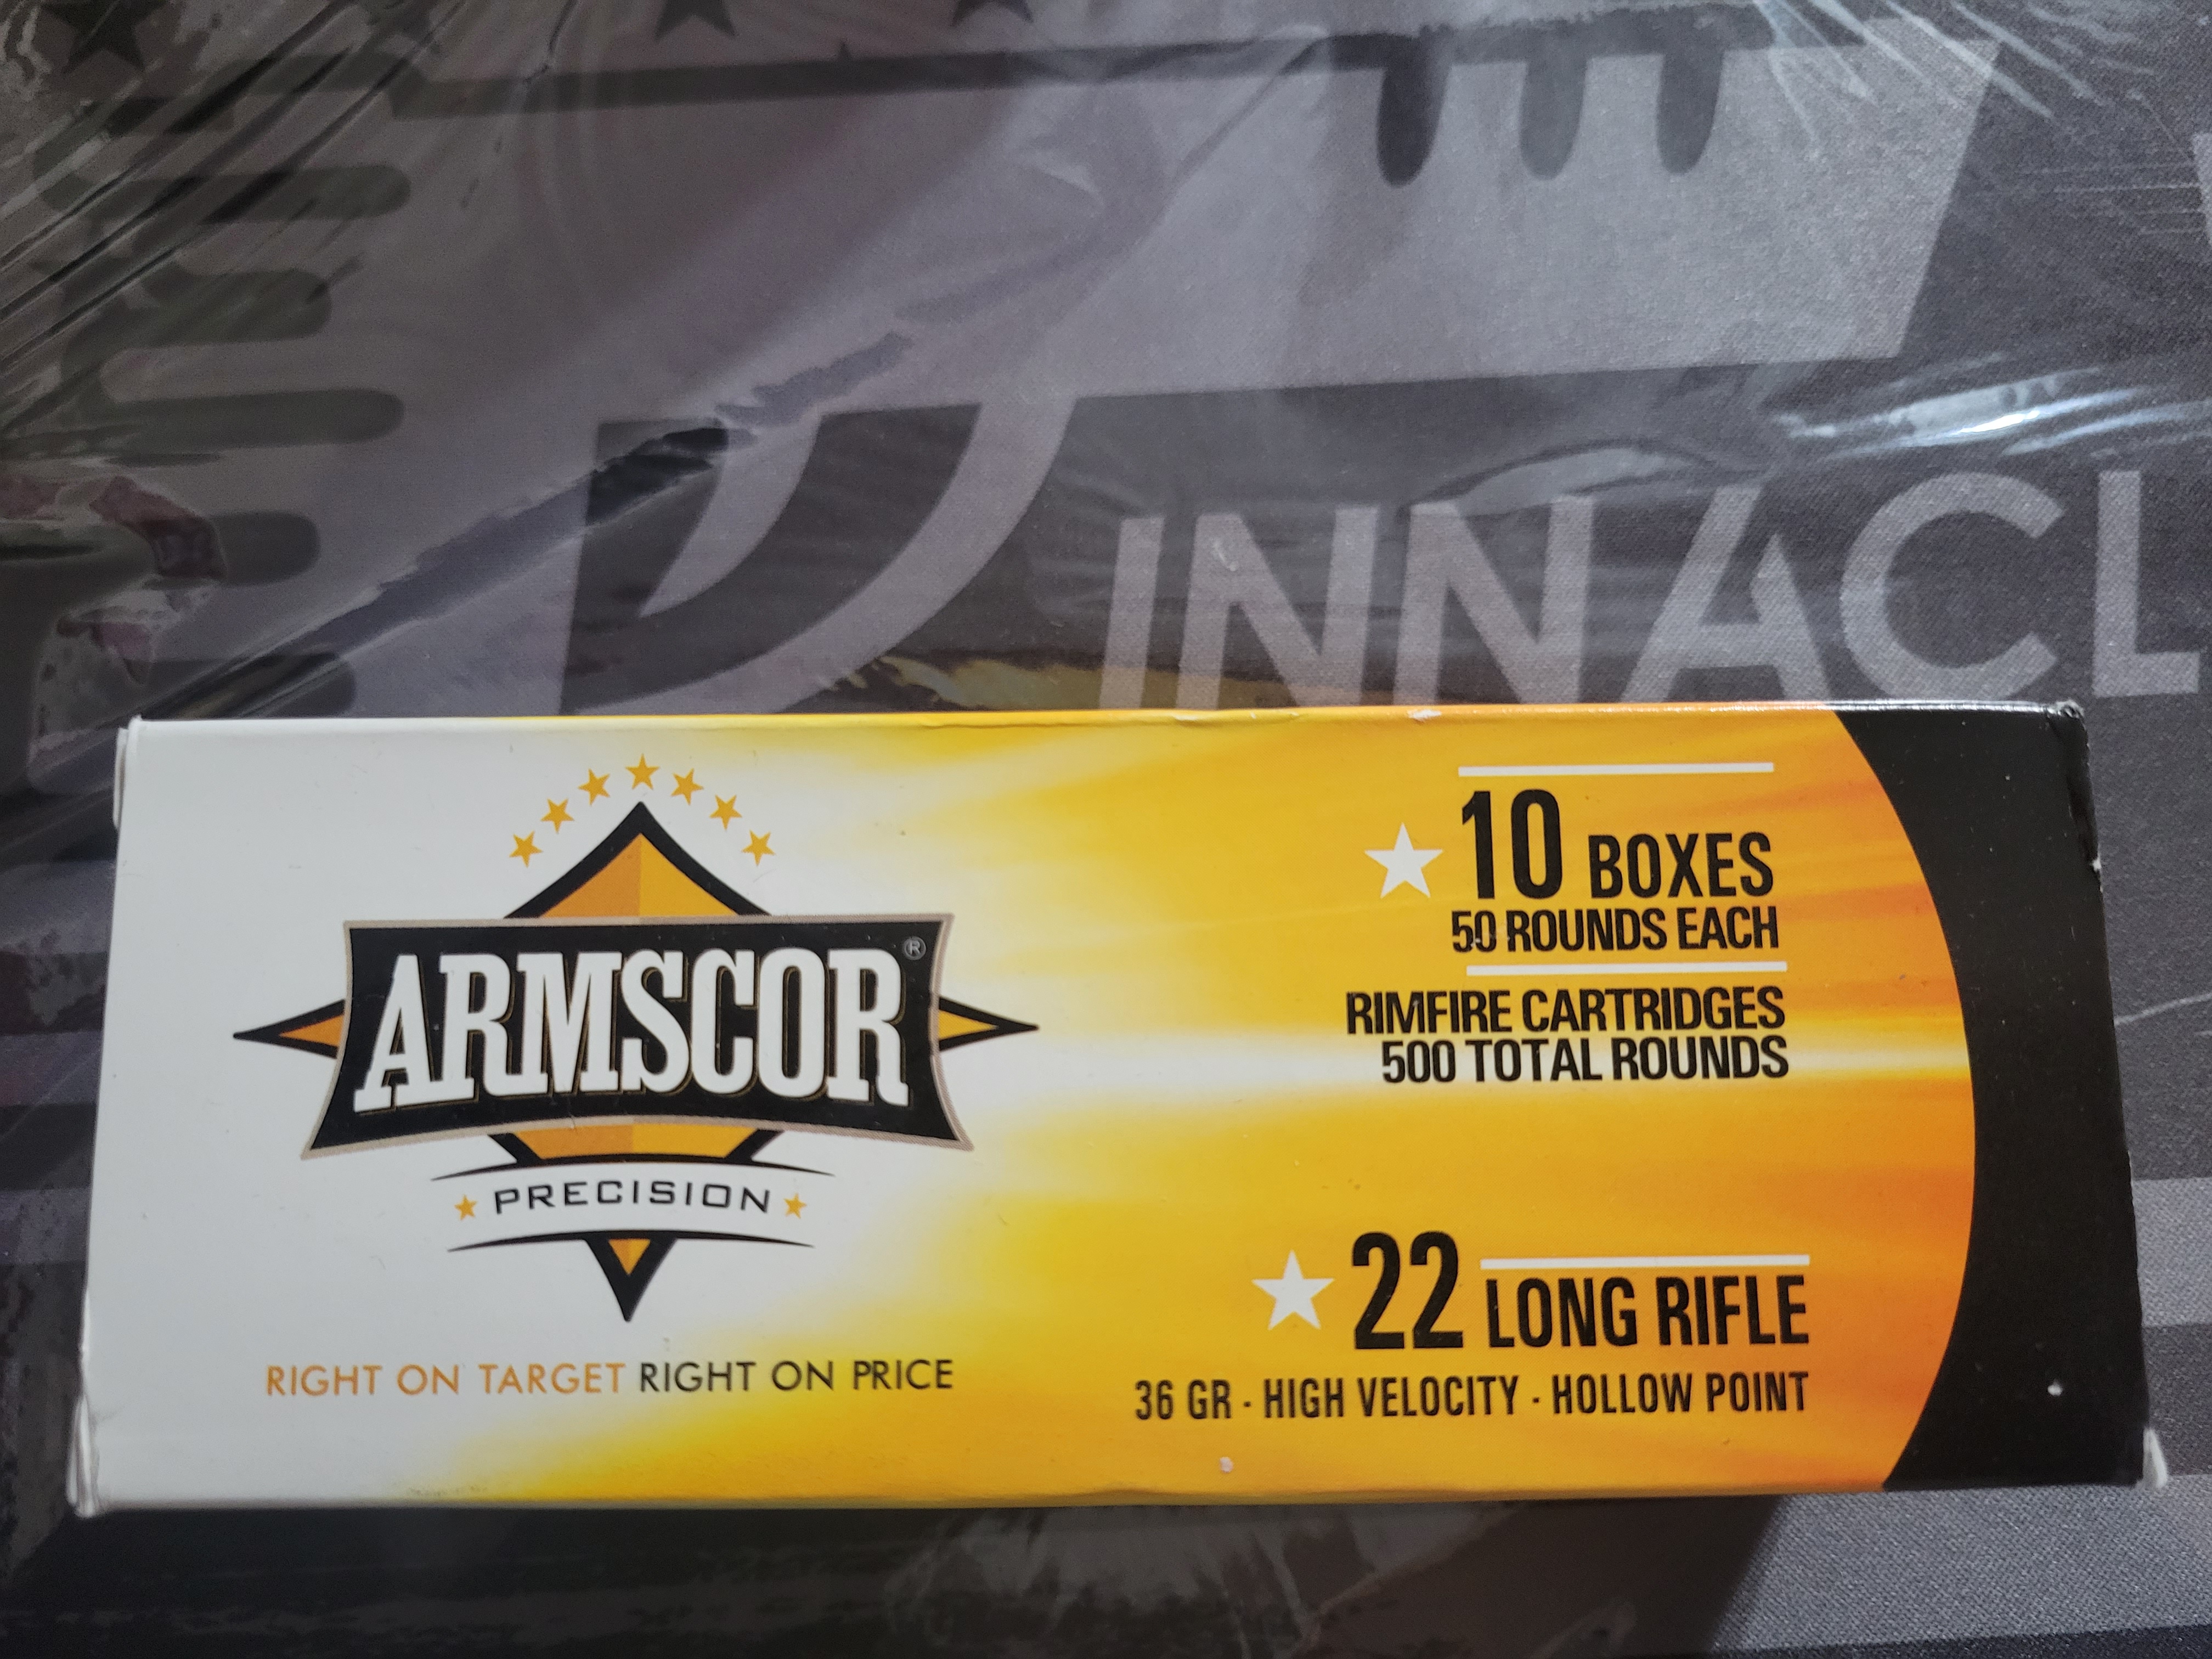 INNACL
ARMSCOR®
PRECISION
RIGHT ON TARGET RIGHT ON PRICE
10 BOXES
50 ROUNDS EACH
RIMFIRE CARTRIDGES
500 TOTAL ROUNDS
22 LONG RIFLE
36 GR · HIGH VELOCITY · HOLLOW POINT